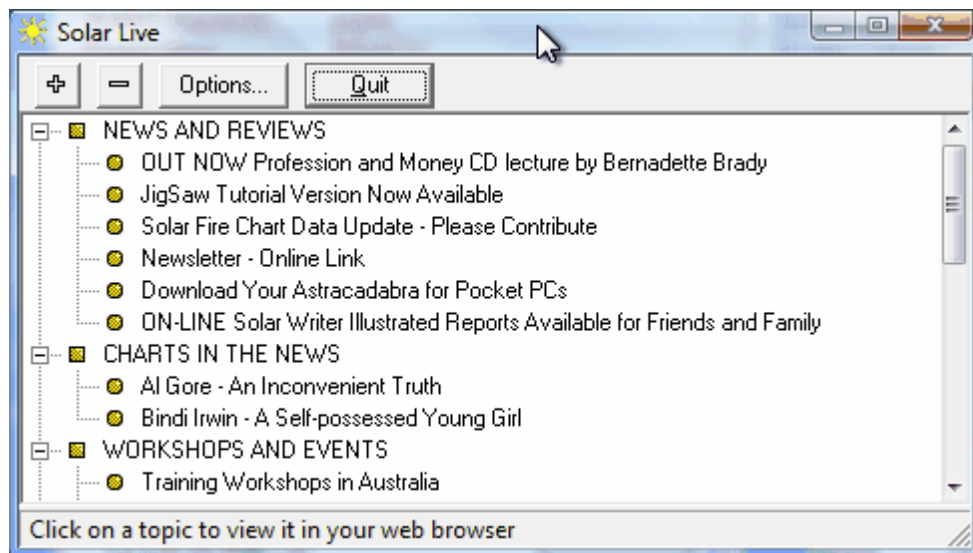 Solar Live
Options... Quit
NEWS AND REVIEWS
OUT NOW Profession and Money CD lecture by Bernadette Brady
JigSaw Tutorial Version Now Available
Solar Fire Chart Data Update - Please Contribute
Newsletter - Online Link
Download Your Astracadabra for Pocket PCs
ON-LINE Solar Writer Illustrated Reports Available for Friends and Family
CHARTS IN THE NEWS
Al Gore - An Inconvenient Truth
Bindi Irwin - A Self-possessed Young Girl
WORKSHOPS AND EVENTS
Training Workshops in Australia
Click on a topic to view it in your web browser